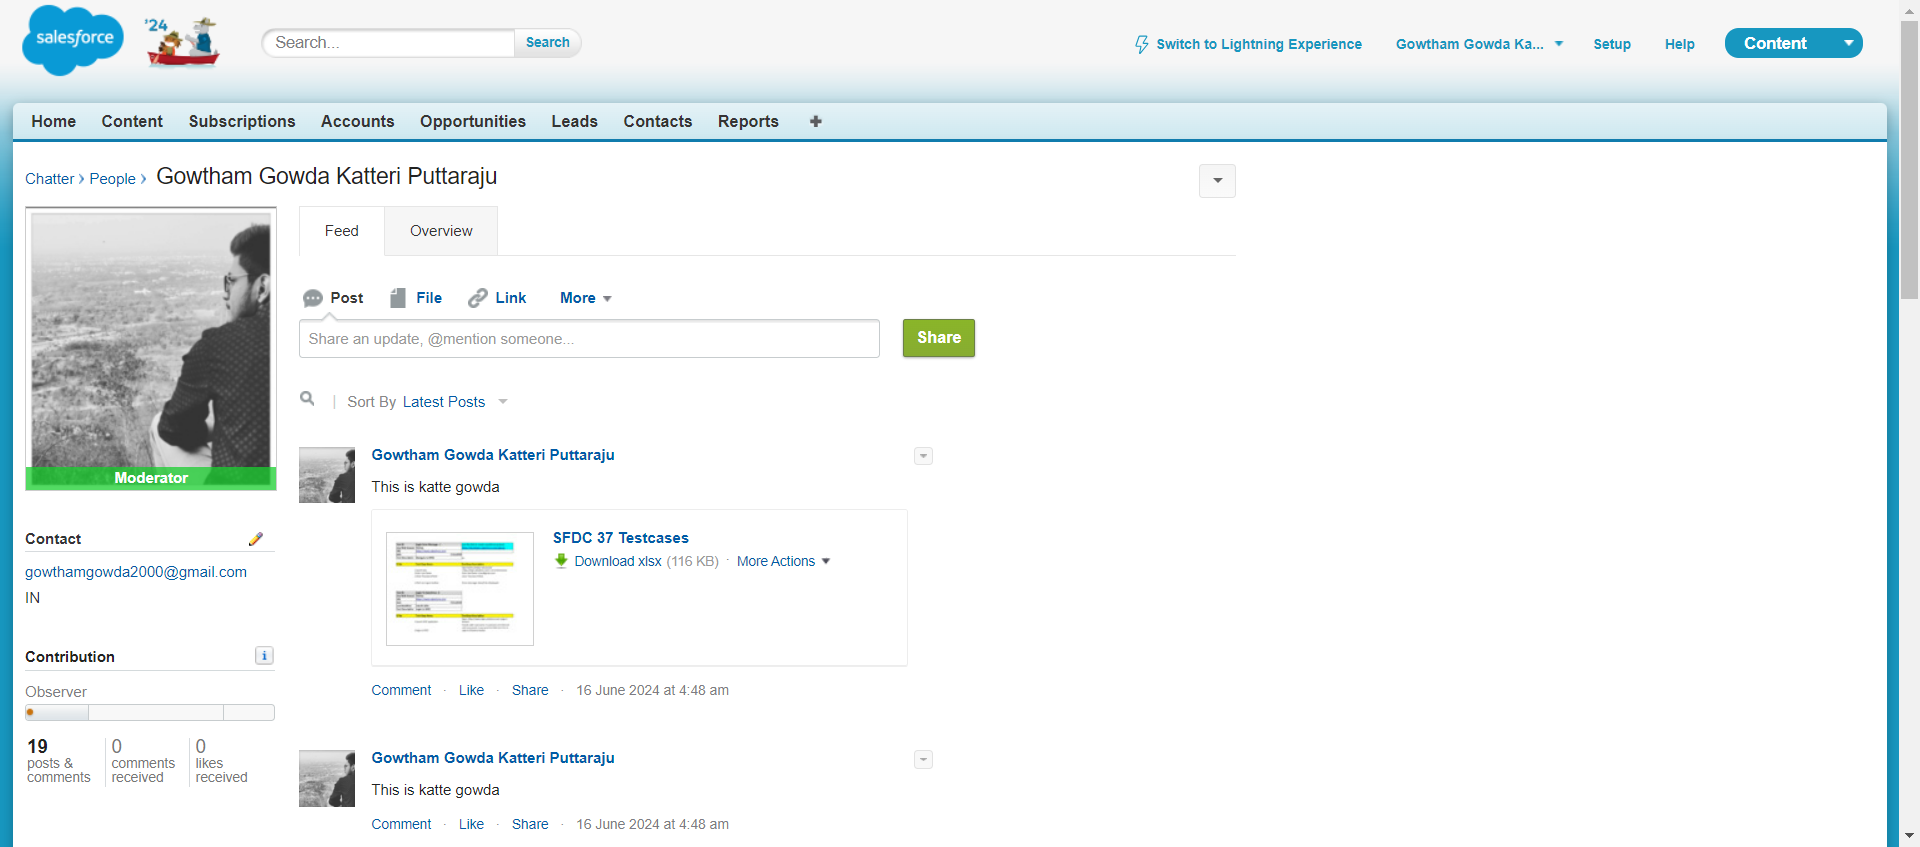 salesforce
'24
Search...
Search
Switch to Lightning Experience
Gowtham Gowda Ka...
Setup
Help
Content
Home
Content
Subscriptions
Accounts
Opportunities
Leads
Contacts
Reports
Chatter › People › Gowtham Gowda Katteri Puttaraju
Moderator
Contact
gowthamgowda2000@gmail.com
IN
Contribution
Observer
19
posts &
comments
0
comments
received
0
likes
received
Feed
Overview
Post
File
Link
More
Share an update, @mention someone...
Share
Sort By Latest Posts
Gowtham Gowda Katteri Puttaraju
This is katte gowda
SFDC 37 Testcases
Download xlsx (116 KB) · More Actions
Comment · Like · Share · 16 June 2024 at 4:48 am
Gowtham Gowda Katteri Puttaraju
This is katte gowda
Comment · Like · Share · 16 June 2024 at 4:48 am